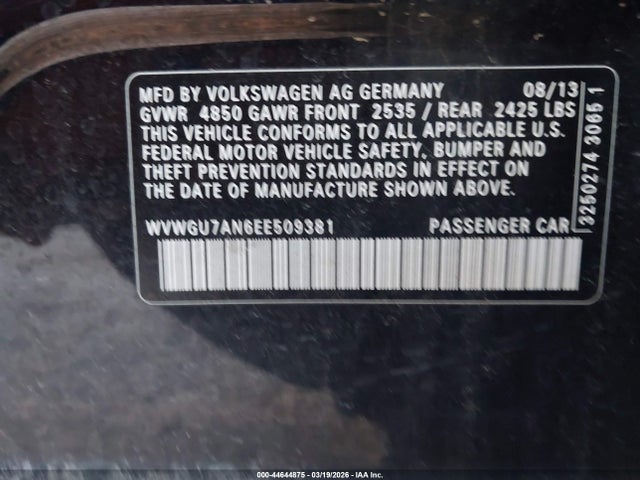 MFD BY VOLKSWAGEN AG GERMANY 08/13
GVWR 4850 GAWR FRONT 2535 / REAR 2425 LBS
THIS VEHICLE CONFORMS TO ALL APPLICABLE U.S.
FEDERAL MOTOR VEHICLE SAFETY, BUMPER AND
THEFT PREVENTION STANDARDS IN EFFECT ON
THE DATE OF MANUFACTURE SHOWN ABOVE.
WVWGU7AN6EE509381 PASSENGER CAR
3250274 3065 1
000-44644875 - 03/19/2026 - IAA Inc.